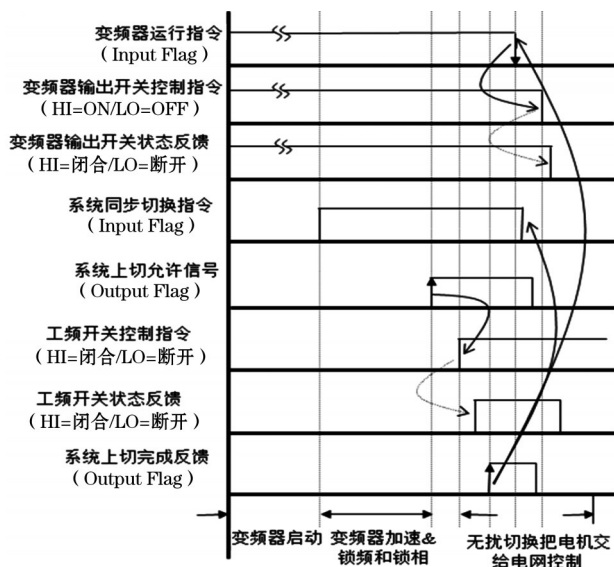 变频器运行指令
（Input Flag）
变频器输出开关控制指令
（HI=ON/LO=OFF）
变频器输出开关状态反馈
（HI=闭合/LO=断开）
系统同步切换指令
（Input Flag）
系统上切允许信号
（Output Flag）
工频开关控制指令
（HI=闭合/LO=断开）
工频开关状态反馈
（HI=闭合/LO=断开）
系统上切完成反馈
（Output Flag）
变频器启动
变频器加速&
锁频和锁相
无扰切换把电机交
给电网控制